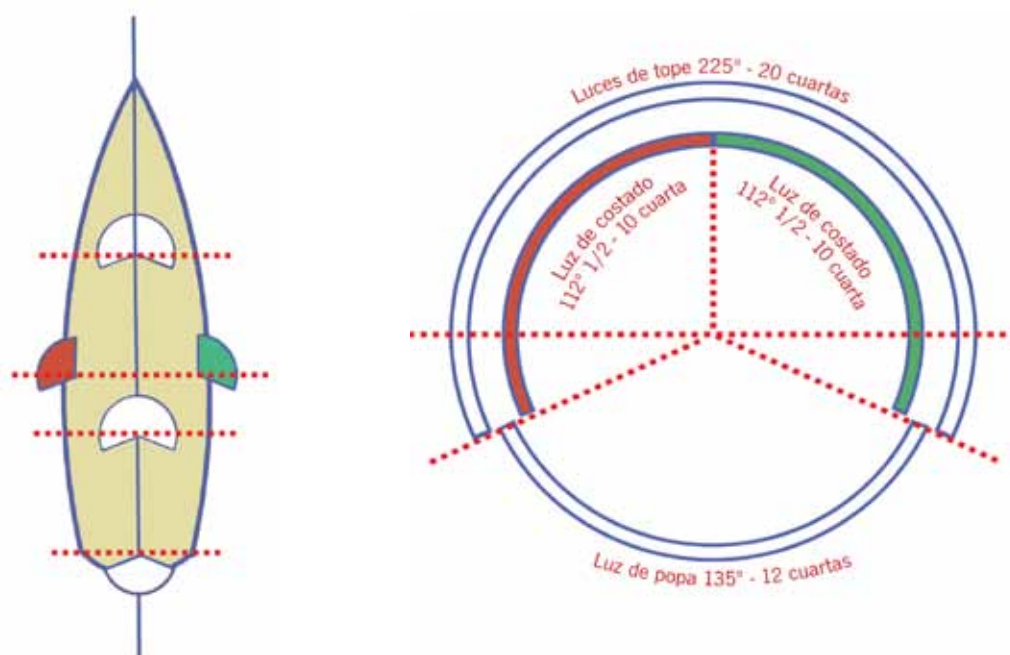 Luces de tope 225° - 20 cuartas
Luz de costado
112° 1/2 - 10 cuarta
Luz de costado
112° 1/2 - 10 cuarta
Luz de popa 135° - 12 cuartas